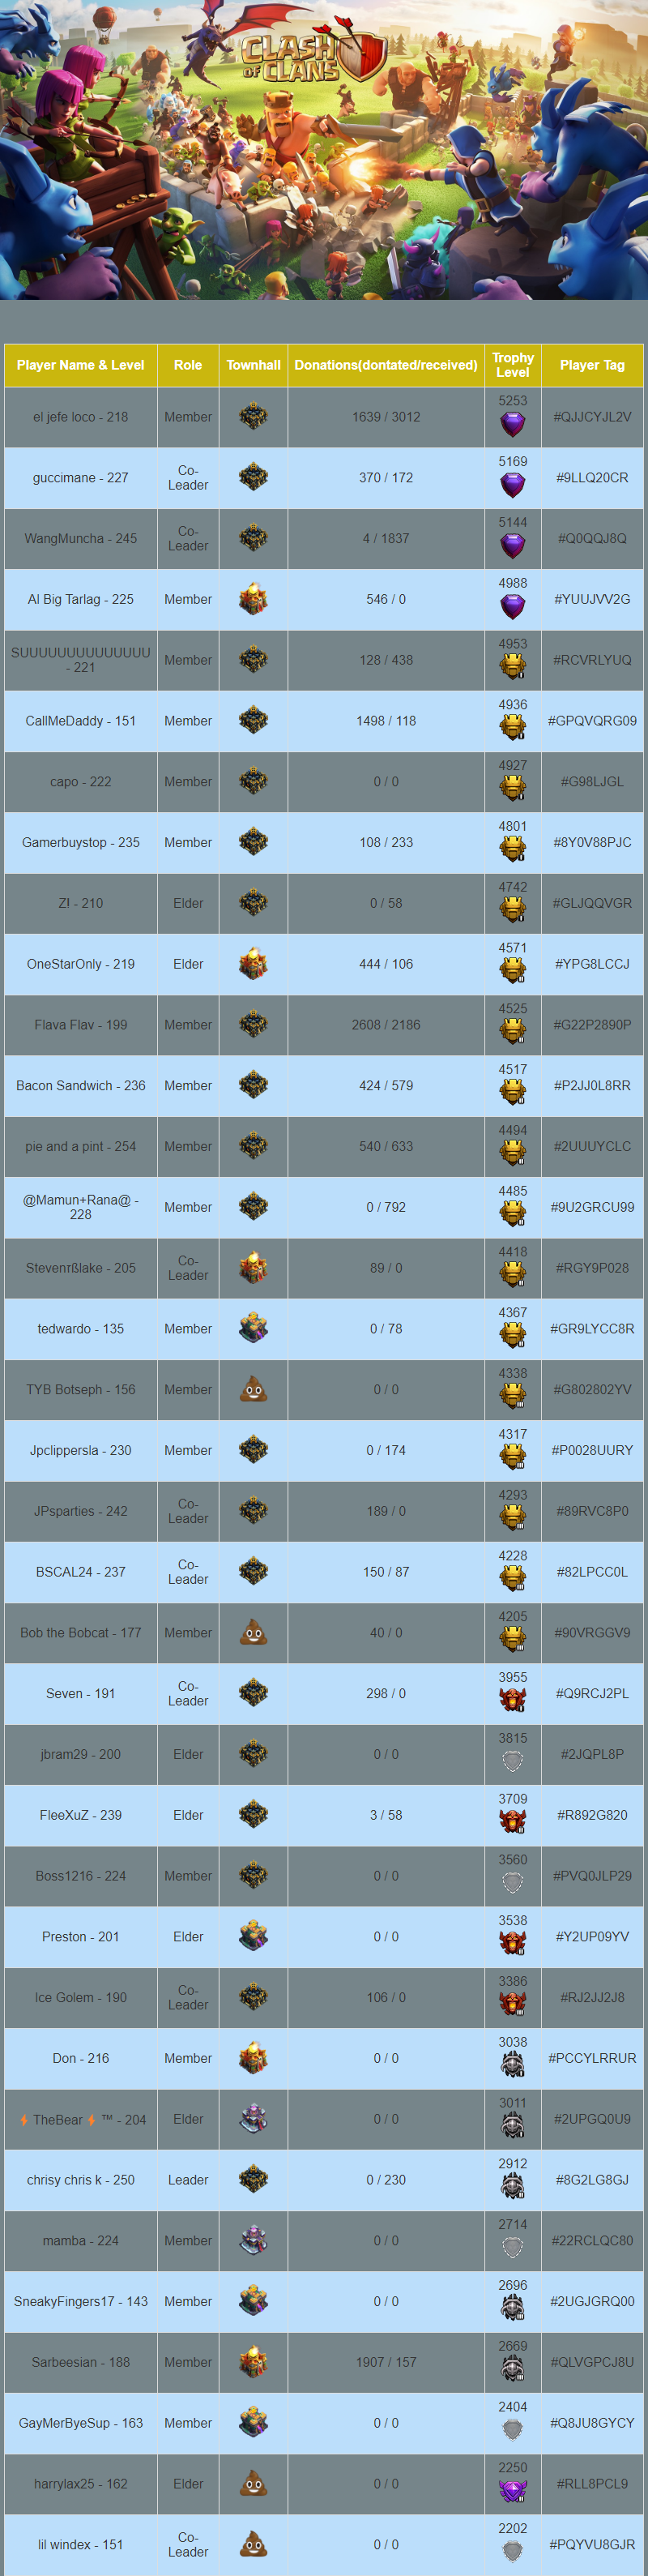 CLASH
OF CLANS
Player Name & Level Role Townhall Donations(dontated/received) Trophy Level Player Tag
el jefe loco - 218 Member 1639 / 3012 5253 #QJJCYJL2V
guccimane - 227 Co-Leader 370 / 172 5169 #9LLQ20CR
WangMuncha - 245 Co-Leader 4 / 1837 5144 #Q0QQJ8Q
Al Big Tarlag - 225 Member 546 / 0 4988 #YUUJVV2G
SUUUUUUUUUUUUUU - 221 Member 128 / 438 4953 #RCVRLYUQ
CallMeDaddy - 151 Member 1498 / 118 4936 #GPQVQRG09
capo - 222 Member 0 / 0 4927 #G98LJGL
Gamerbuystop - 235 Member 108 / 233 4801 #8Y0V88PJC
- 210 Elder 0 / 58 4742 #GLJQQVGR
OneStarOnly - 219 Elder 444 / 106 4571 #YPG8LCCJ
Flava Flav - 199 Member 2608 / 2186 4525 #G22P2890P
Bacon Sandwich - 236 Member 424 / 579 4517 #P2JJ0L8RR
pie and a pint - 254 Member 540 / 633 4494 #2UUUYCLC
@Mamun+Rana@ - 228 Member 0 / 792 4485 #9U2GRCU99
- 205 Co-Leader 89 / 0 4418 #RGY9P028
tedwardo - 135 Member 0 / 78 4367 #GR9LYCC8R
TYB Botseph - 156 Member 0 / 0 4338 #G802802YV
Jpclippersla - 230 Member 0 / 174 4317 #P0028UURY
JPsparties - 242 Co-Leader 189 / 0 4293 #89RVC8P0
BSCAL24 - 237 Co-Leader 150 / 87 4228 #82LPCC0L
Bob the Bobcat - 177 Member 40 / 0 4205 #90VRGGV9
Seven - 191 Co-Leader 298 / 0 3955 #Q9RCJ2PL
jbram29 - 200 Elder 0 / 0 3815 #2JQPL8P
FleeXuZ - 239 Elder 3 / 58 3709 #R892G820
Boss1216 - 224 Member 0 / 0 3560 #PVQ0JLP29
Preston - 201 Elder 0 / 0 3538 #Y2UP09YV
Ice Golem - 190 Co-Leader 106 / 0 3386 #RJ2JJ2J8
Don - 216 Member 0 / 0 3038 #PCCYLRRUR
⚡TheBear⚡™ - 204 Elder 0 / 0 3011 #2UPGQ0U9
chrisy chris k - 250 Leader 0 / 230 2912 #8G2LG8GJ
mamba - 224 Member 0 / 0 2714 #22RCLQC80
SneakyFingers17 - 143 Member 0 / 0 2696 #2UGJGRQ00
Sarbeesian - 188 Member 1907 / 157 2669 #QLVGPCJ8U
GayMerByeSup - 163 Member 0 / 0 2404 #Q8JU8GYCY
harrylax25 - 162 Elder 0 / 0 2250 #RLL8PCL9
lil windex - 151 Co-Leader 0 / 0 2202 #PQYVU8GJR